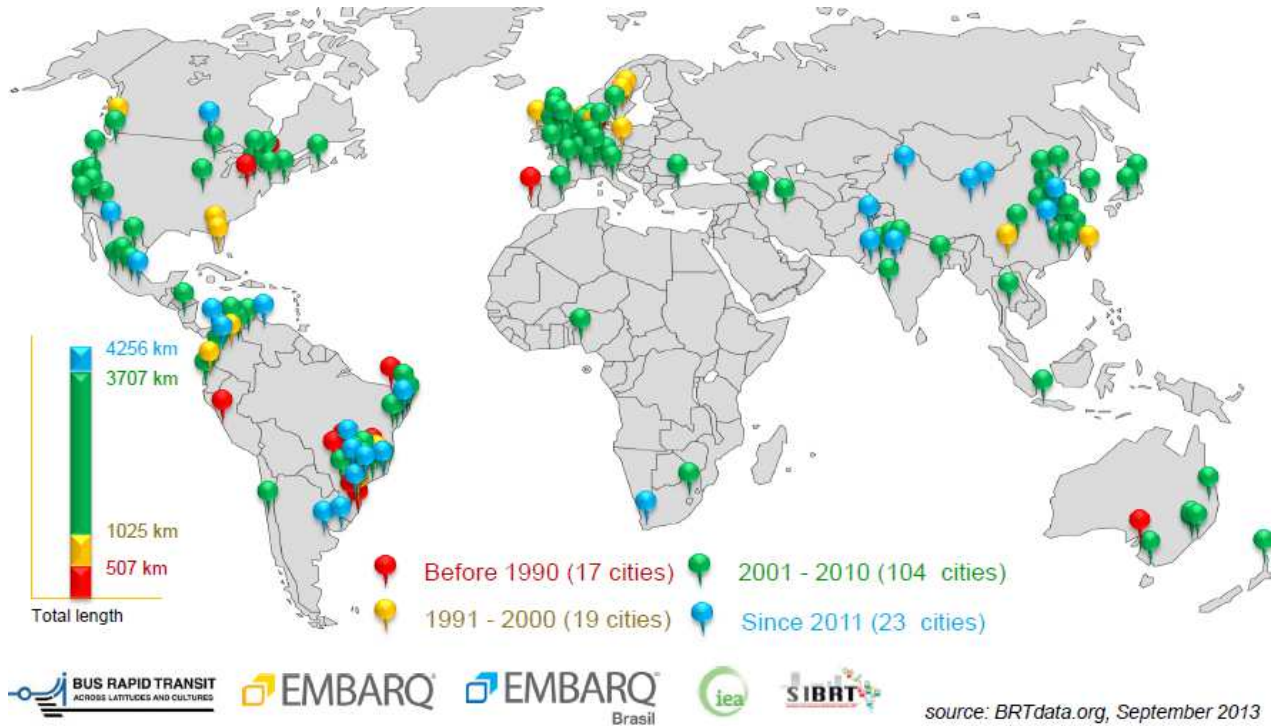 4256 km
3707 km
1025 km
507 km
Total length
Before 1990 (17 cities)
2001 - 2010 (104 cities)
1991 - 2000 (19 cities)
Since 2011 (23 cities)
BUS RAPID TRANSIT
ACROSS LATITUDES AND CULTURES
EMBARQ
EMBARQ
Brasil
iea
SIBRT
source: BRTdata.org, September 2013